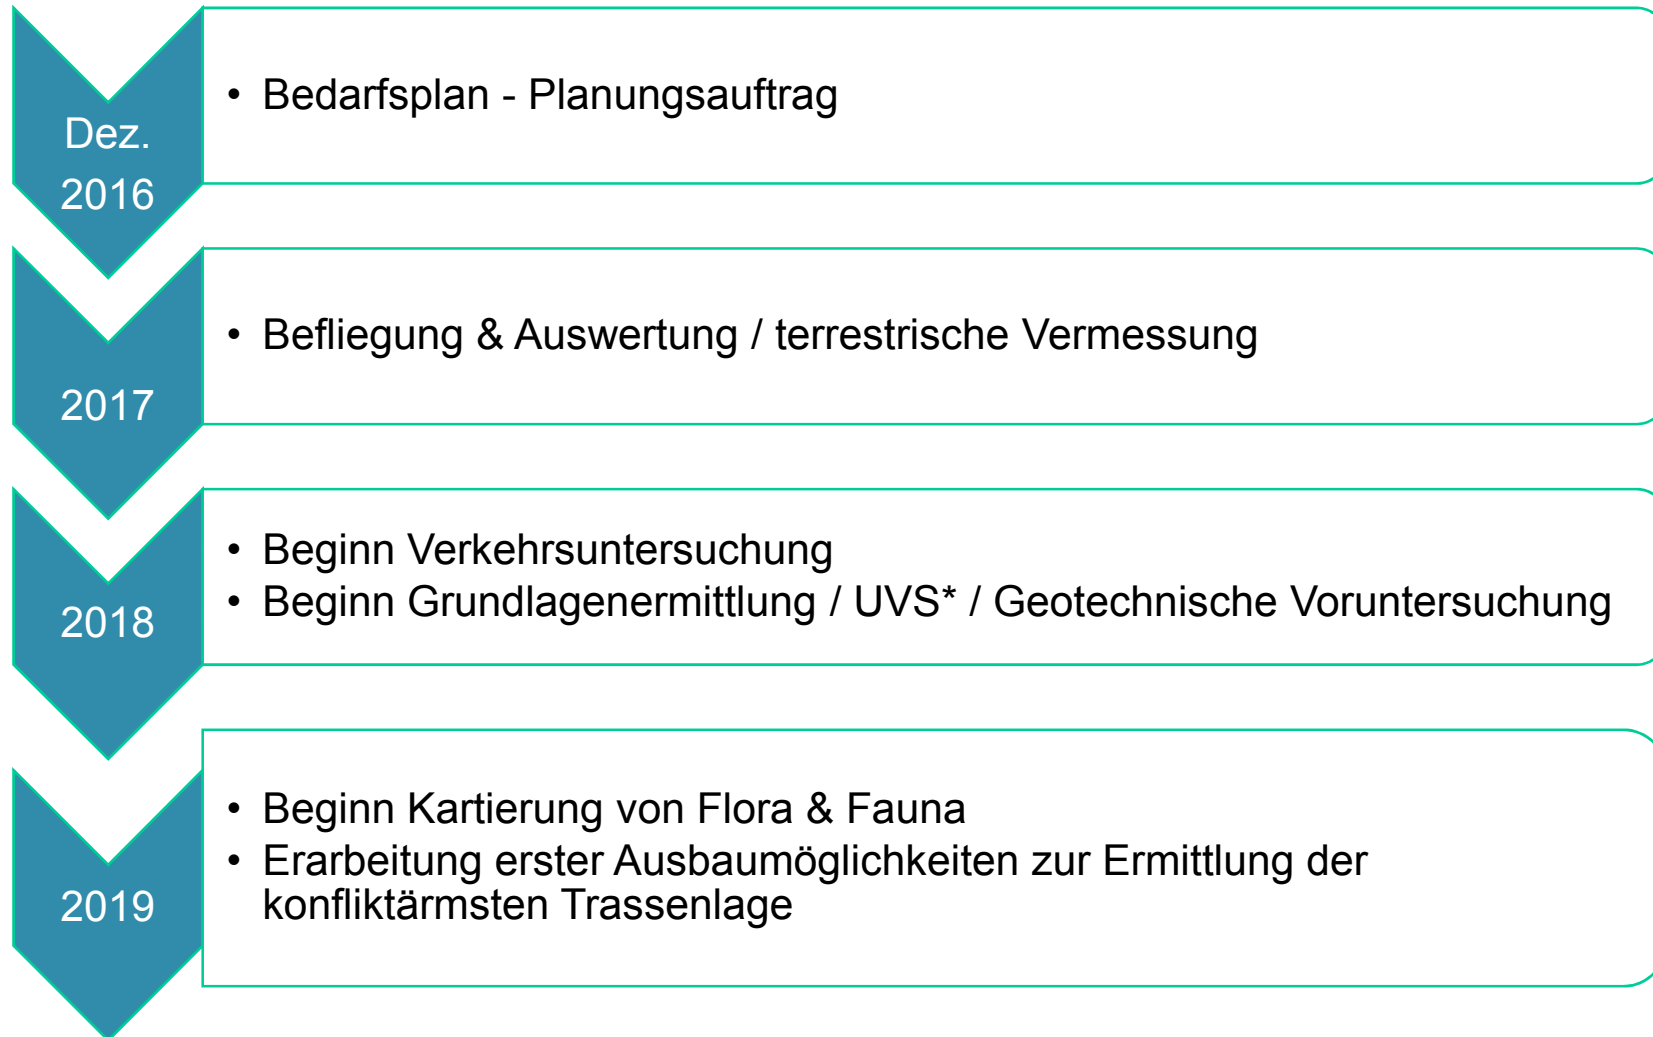 Dez.
2016
• Bedarfsplan - Planungsauftrag
2017
• Befliegung & Auswertung / terrestrische Vermessung
2018
• Beginn Verkehrsuntersuchung
• Beginn Grundlagenermittlung / UVS* / Geotechnische Voruntersuchung
2019
• Beginn Kartierung von Flora & Fauna
• Erarbeitung erster Ausbaumöglichkeiten zur Ermittlung der
konfliktärmsten Trassenlage